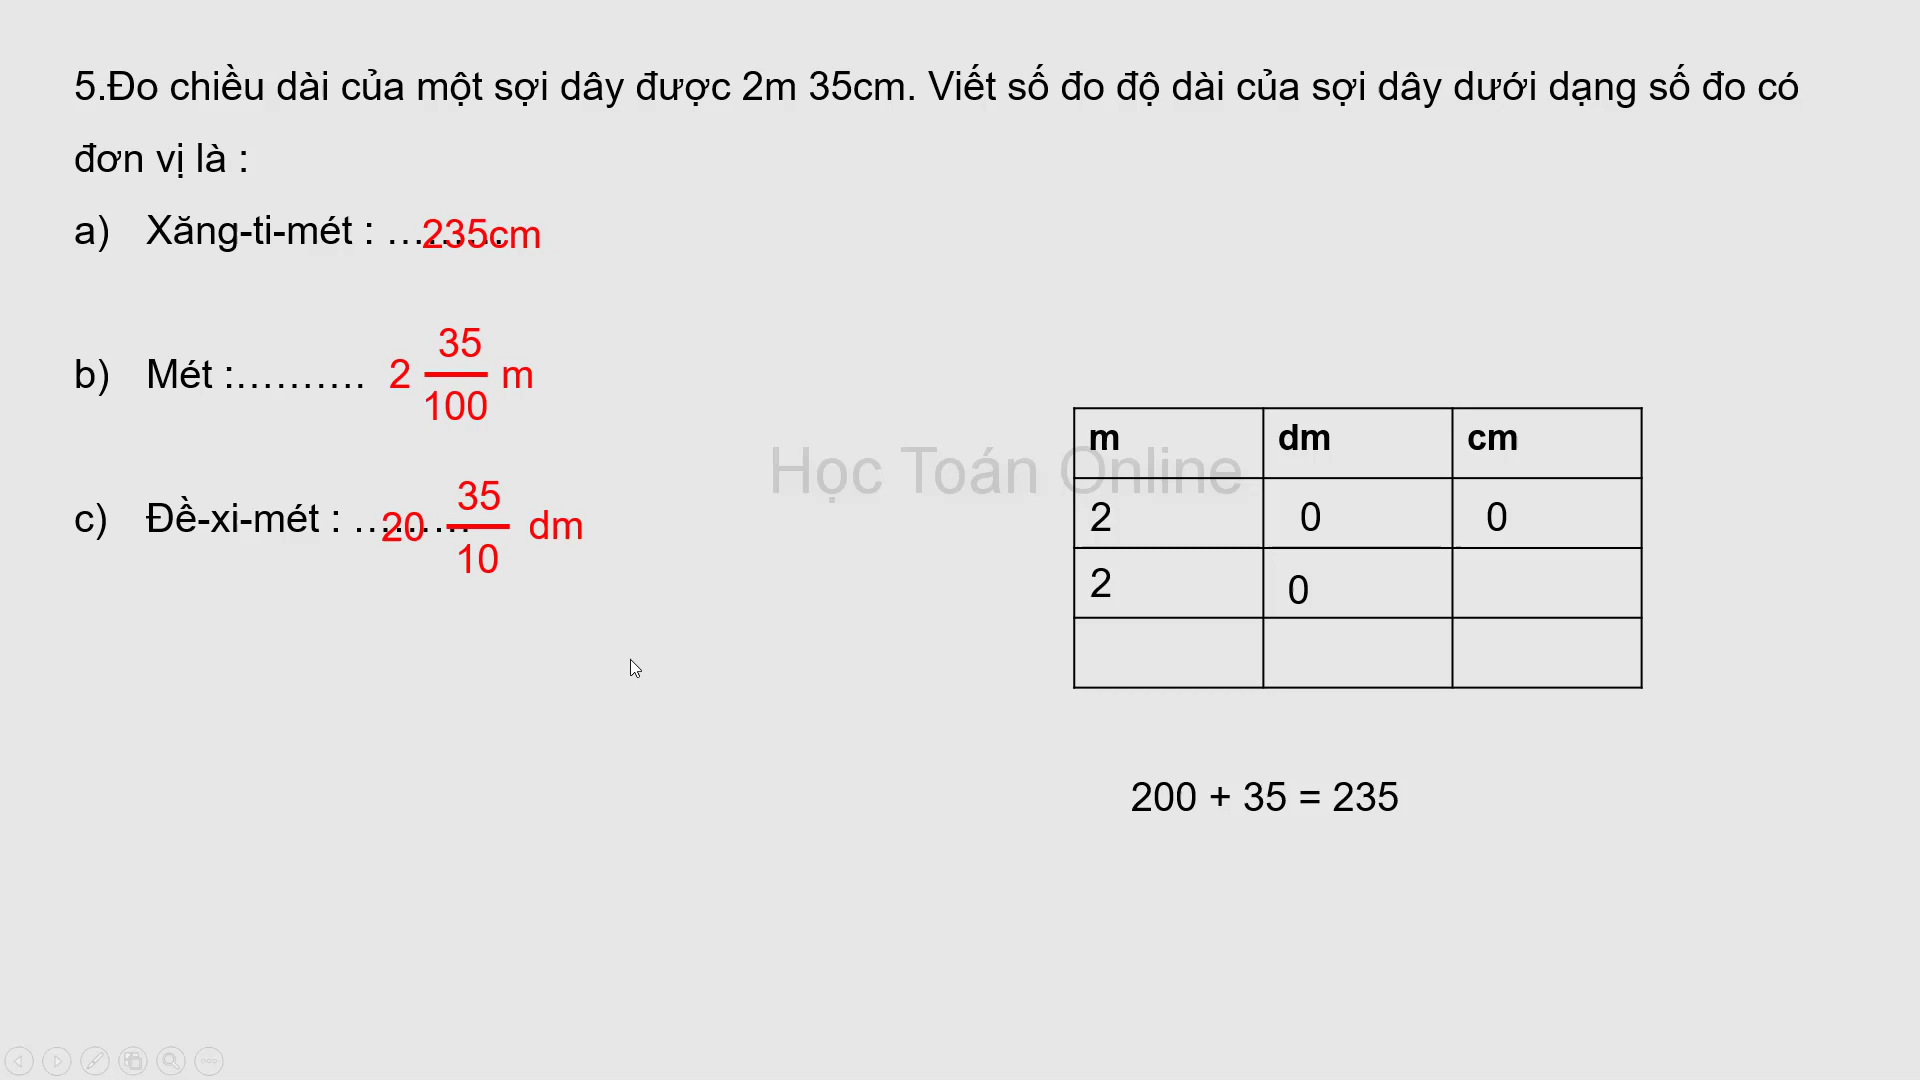 5.Đo chiều dài của một sợi dây được 2m 35cm. Viết số đo độ dài của sợi dây dưới dạng số đo có
đơn vị là :
a) Xăng-ti-mét : ……… 235cm
b) Mét :………. 2 35/100 m
c) Đề-xi-mét : ……… 20 35/10 dm
Học Toán Online
m dm cm
2 0 0
2 0
200 + 35 = 235